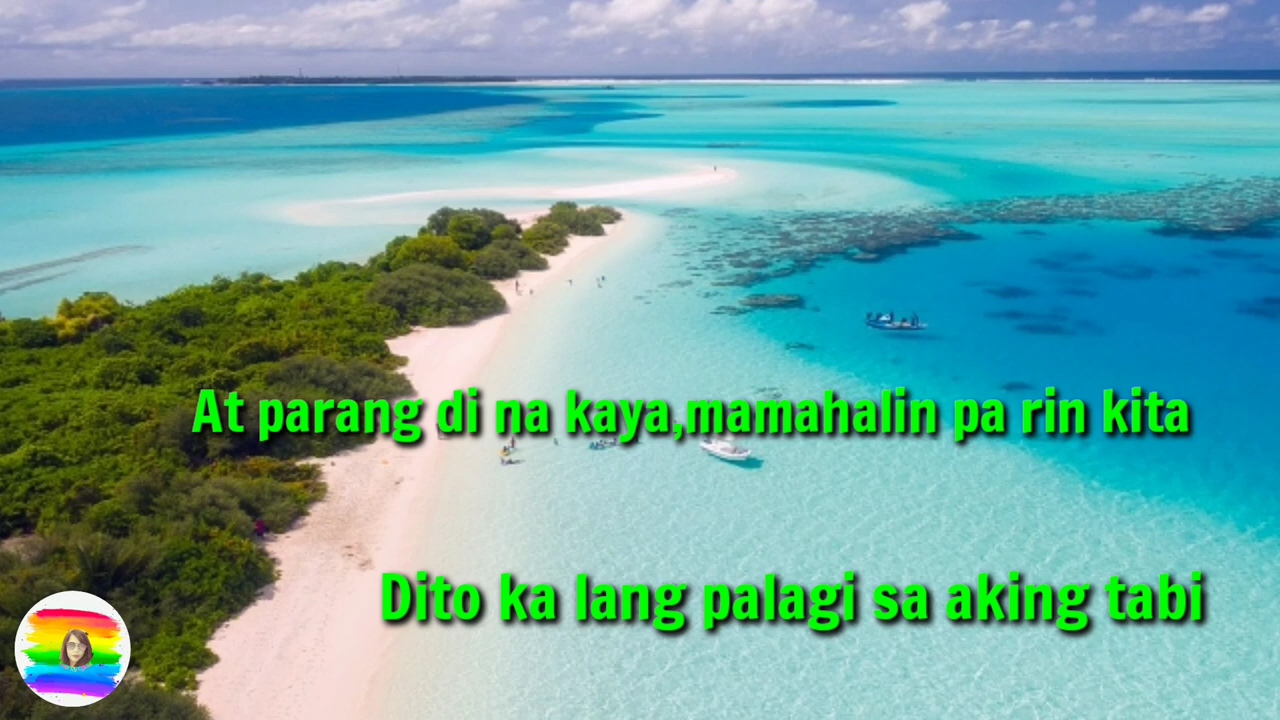 At parang di na kaya,mamahalin pa rin kita
Dito ka lang palagi sa aking tabi